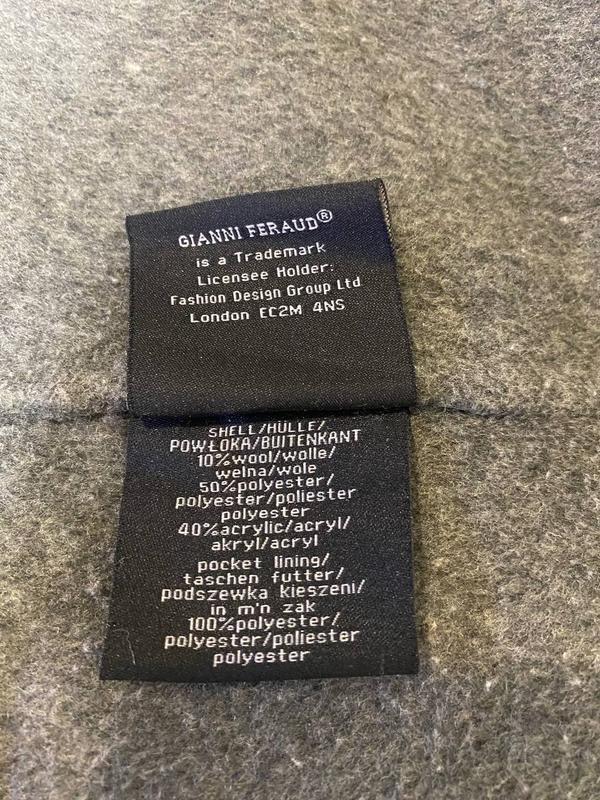 GIANNI FERAUD®
is a Trademark
Licensee Holder:
Fashion Design Group Ltd
London EC2M 4NS
SHELL/HÜLLE/
POWŁOKA/BUITENKANT
10%wool/wolle/
wełna/wole
50%polyester/
polyester/poliester
polyester
40%acrylic/acryl/
akryl/acryl
pocket lining/
taschen futter/
podszewka kieszeni/
in m'n zak
100%polyester/
polyester/poliester
polyester